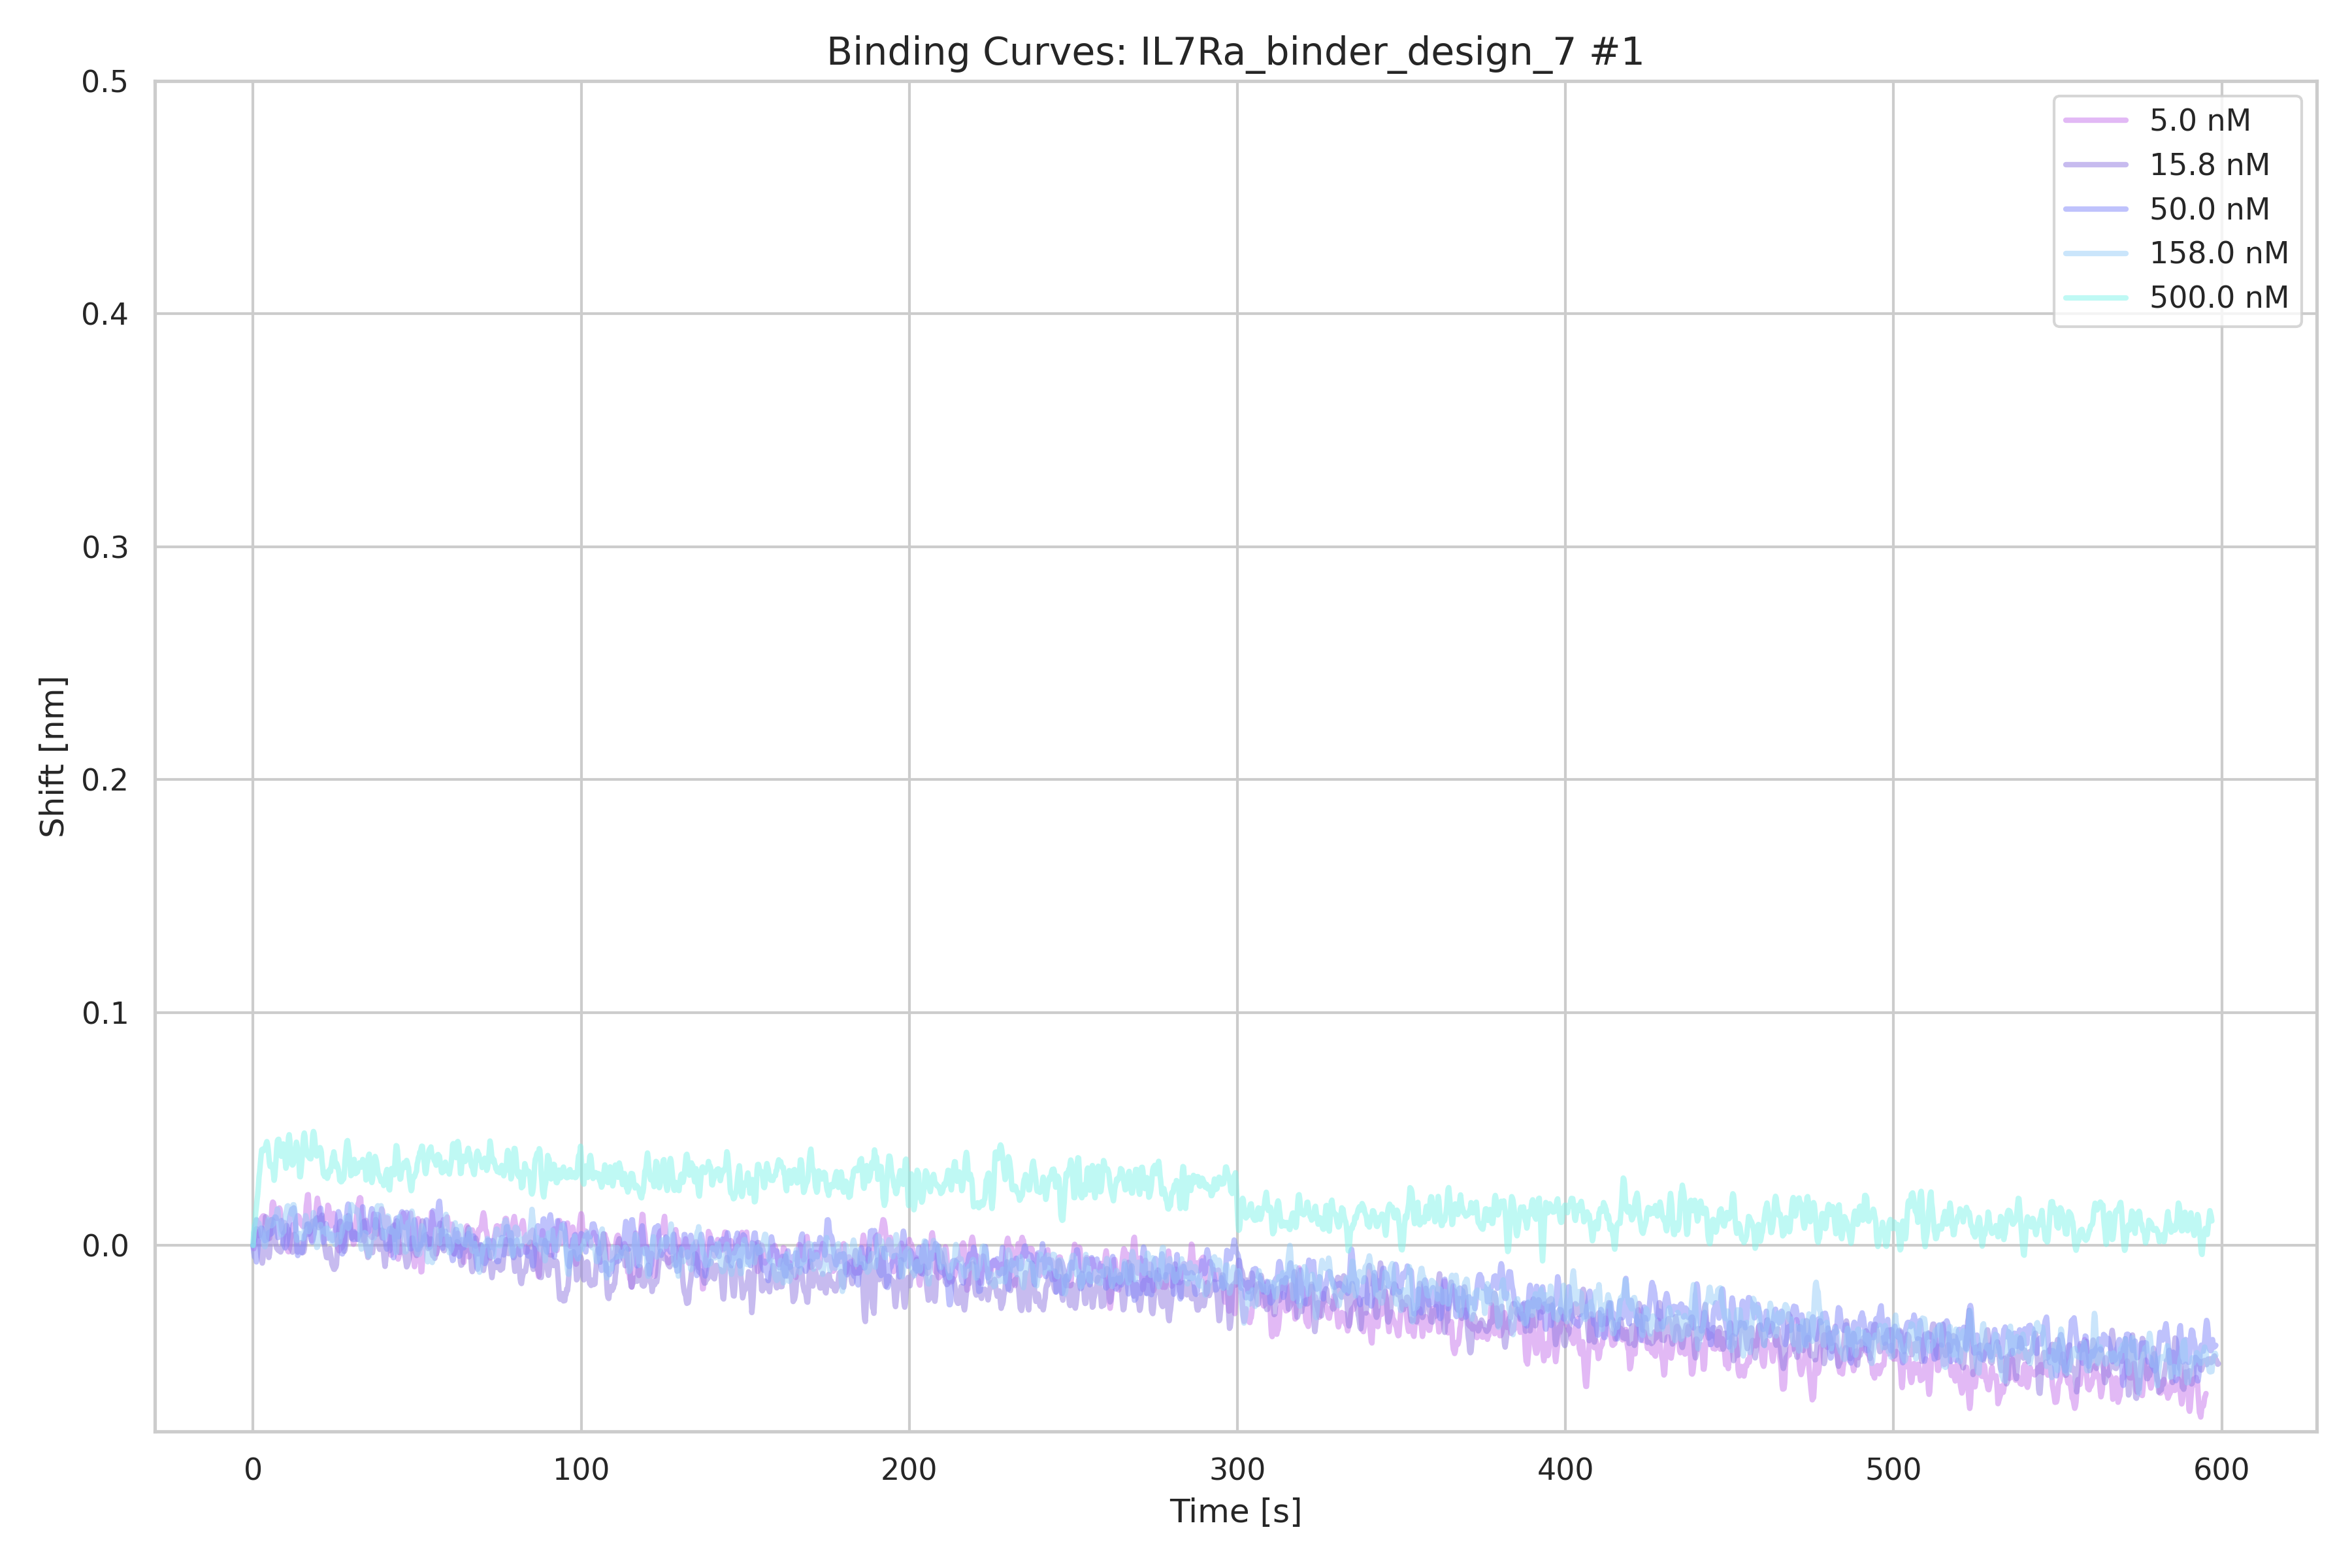 Binding Curves: IL7Ra_binder_design_7 #1
0.5
0.4
0.3
0.2
0.1
0.0
Shift [nm]
5.0 nM
15.8 nM
50.0 nM
158.0 nM
500.0 nM
0 100 200 300 400 500 600
Time [s]